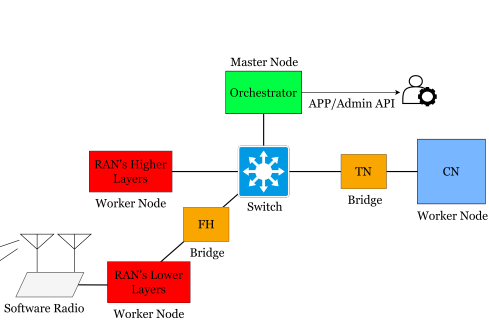 Master Node
Orchestrator
APP/Admin API
RAN's Higher
Layers
Worker Node
Switch
TN
Bridge
CN
Worker Node
FH
Bridge
RAN's Lower
Layers
Worker Node
Software Radio